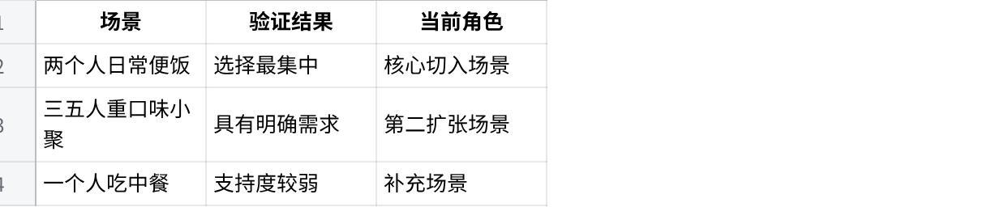 场景 验证结果 当前角色
2 两个人日常便饭 选择最集中 核心切入场景
三五人重口味小
聚 具有明确需求 第二扩张场景
4 一个人吃中餐 支持度较弱 补充场景